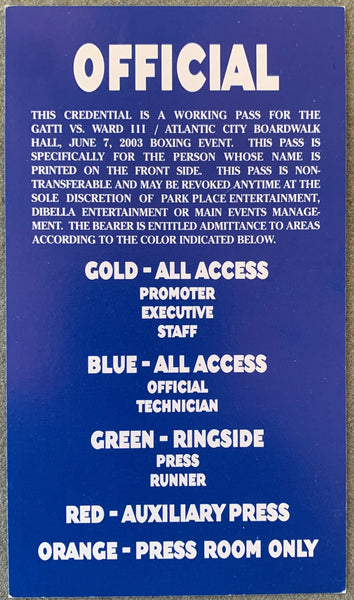 OFFICIAL
THIS CREDENTIAL IS A WORKING PASS FOR THE
GATTI VS. WARD III / ATLANTIC CITY BOARDWALK
HALL, JUNE 7, 2003 BOXING EVENT. THIS PASS IS
SPECIFICALLY FOR THE PERSON WHOSE NAME IS
PRINTED ON THE FRONT SIDE. THIS PASS IS NON-
TRANSFERABLE AND MAY BE REVOKED ANYTIME AT THE
SOLE DISCRETION OF PARK PLACE ENTERTAINMENT,
DIBELLA ENTERTAINMENT OR MAIN EVENTS MANAGE-
MENT. THE BEARER IS ENTITLED ADMITTANCE TO AREAS
ACCORDING TO THE COLOR INDICATED BELOW.
GOLD - ALL ACCESS
PROMOTER
EXECUTIVE
STAFF
BLUE - ALL ACCESS
OFFICIAL
TECHNICIAN
GREEN - RINGSIDE
PRESS
RUNNER
RED - AUXILIARY PRESS
ORANGE - PRESS ROOM ONLY